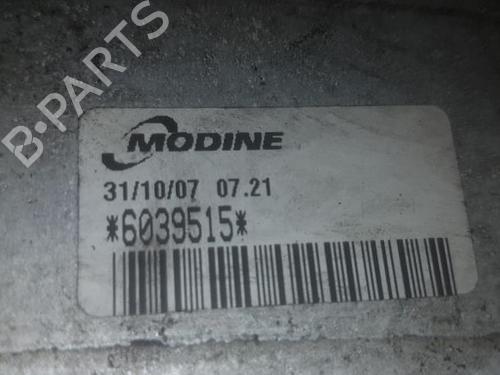 B-PARTS
MODINE
31/10/07 07.21
*6039515*